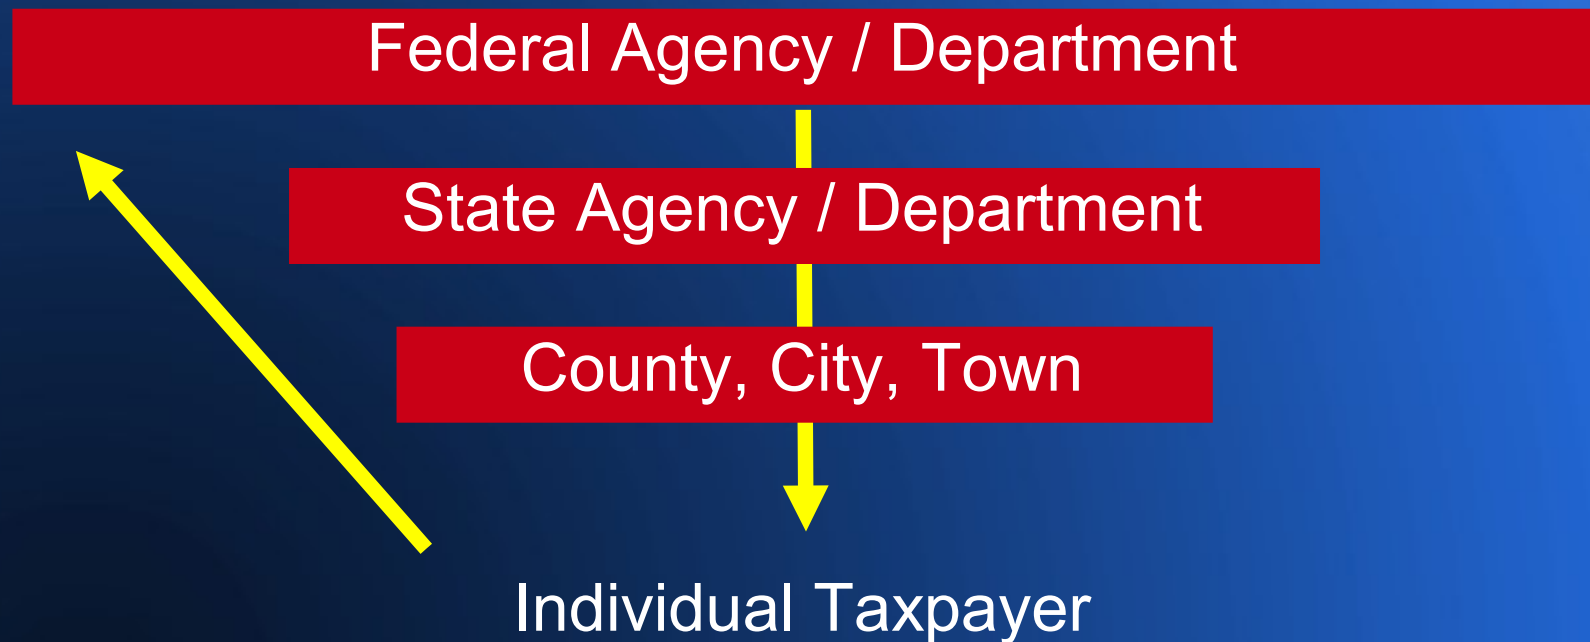 Federal Agency / Department
State Agency / Department
County, City, Town
Individual Taxpayer